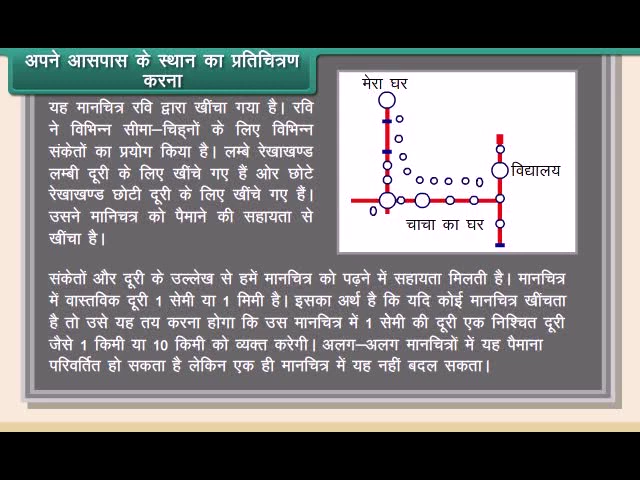 अपने आसपास के स्थान का प्रतिचित्रण
करना
यह मानचित्र रवि द्वारा खींचा गया है। रवि
ने विभिन्न सीमा–चिह्नों के लिए विभिन्न
संकेतों का प्रयोग किया है। लम्बे रेखाखण्ड
लम्बी दूरी के लिए खींचे गए हैं ओर छोटे
रेखाखण्ड छोटी दूरी के लिए खींचे गए हैं।
उसने मानिचत्र को पैमाने की सहायता से
खींचा है।
मेरा घर
विद्यालय
चाचा का घर
संकेतों और दूरी के उल्लेख से हमें मानचित्र को पढ़ने में सहायता मिलती है। मानचित्र
में वास्तविक दूरी 1 सेमी या 1 मिमी है। इसका अर्थ है कि यदि कोई मानचित्र खींचता
है तो उसे यह तय करना होगा कि उस मानचित्र में 1 सेमी की दूरी एक निश्चित दूरी
जैसे 1 किमी या 10 किमी को व्यक्त करेगी। अलग–अलग मानचित्रों में यह पैमाना
परिवर्तित हो सकता है लेकिन एक ही मानचित्र में यह नहीं बदल सकता।